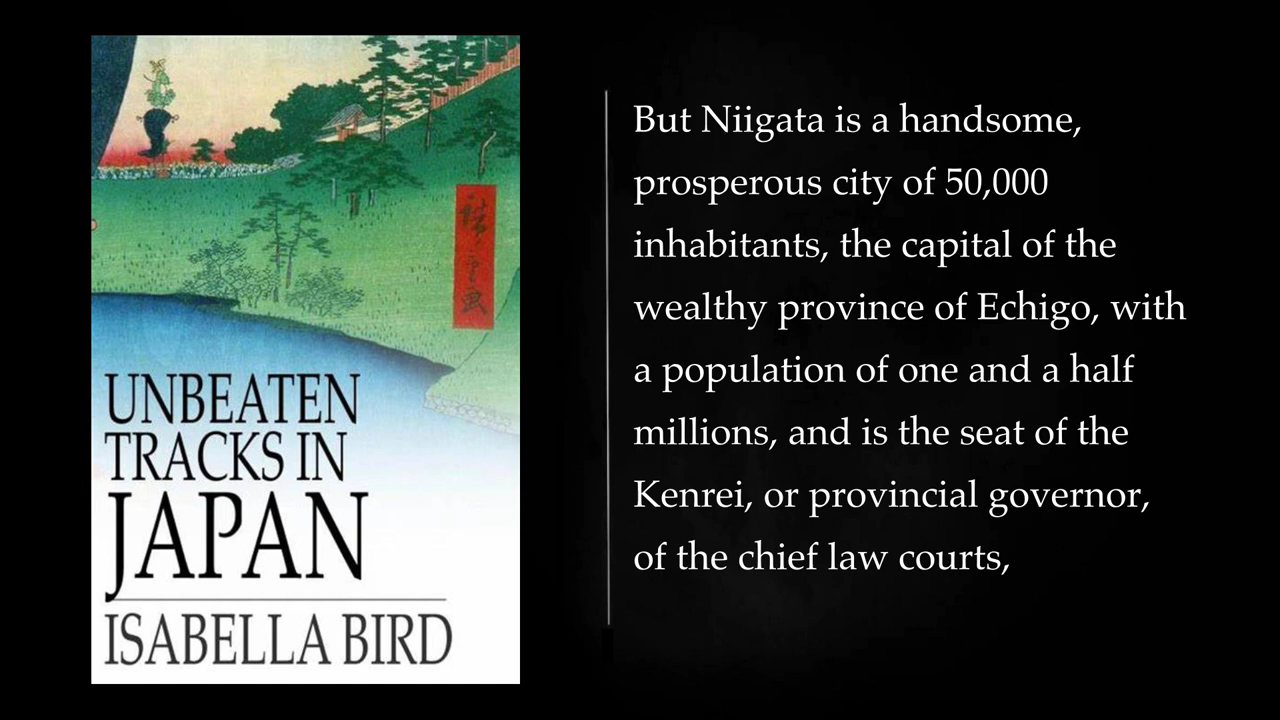 UNBEATEN
TRACKS IN
JAPAN
ISABELLA BIRD
But Niigata is a handsome,
prosperous city of 50,000
inhabitants, the capital of the
wealthy province of Echigo, with
a population of one and a half
millions, and is the seat of the
Kenrei, or provincial governor,
of the chief law courts,